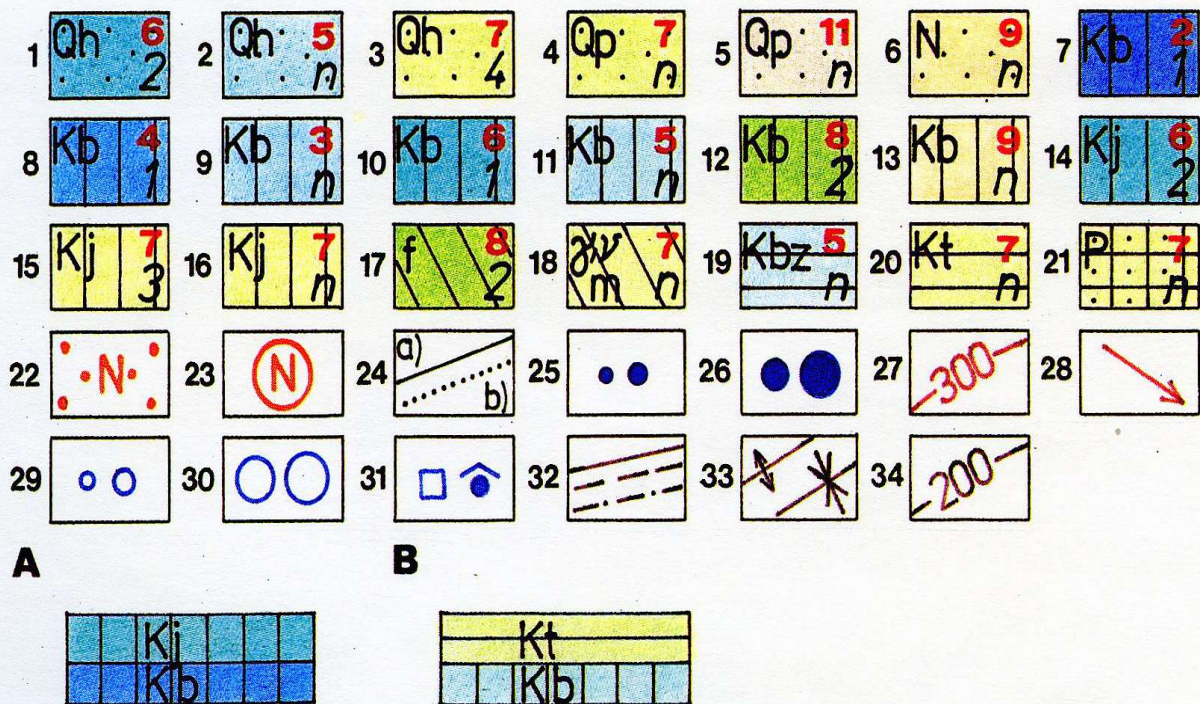 1 Qh 6 2
2 Qh 5 n
3 Qh 7 4
4 Qp 7 n
5 Qp 11 n
6 N 9 n
7 Kb 2 1
8 Kb 4 1
9 Kb 3 n
10 Kb 6 1
11 Kb 5 n
12 Kb 8 2
13 Kb 9 n
14 Kj 6 2
15 Kj 7 3
16 Kj 7 n
17 f 8 2
18 γν m 7 n
19 Kbz 5 n
20 Kt 7 n
21 P 7 n
22 N
23 N
24 a) b)
25
26
27 300
28
29
30
31
32
33
34 200
A
B
Kj
Kb
Kt
Kb